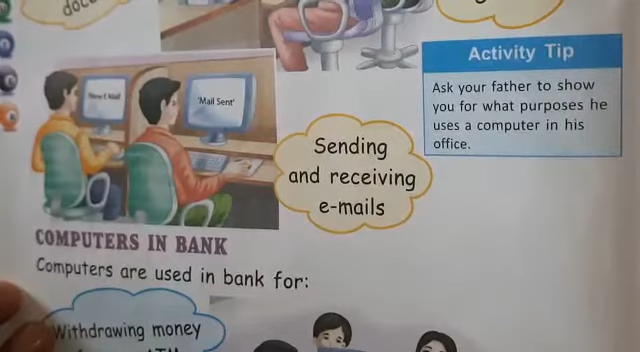 Activity Tip
Ask your father to show
you for what purposes he
uses a computer in his
office.
'Mail Sent'
Sending
and receiving
e-mails
COMPUTERS IN BANK
Computers are used in bank for:
Withdrawing money